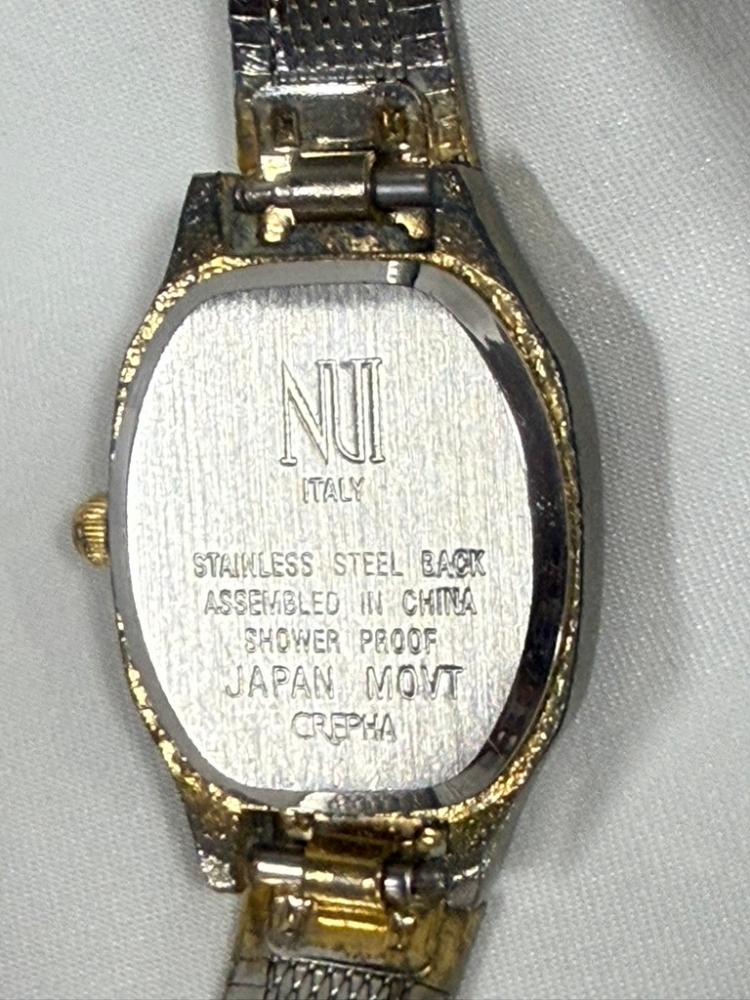 NUI
ITALY
STAINLESS STEEL BACK
ASSEMBLED IN CHINA
SHOWER PROOF
JAPAN MOVT
CREPHA